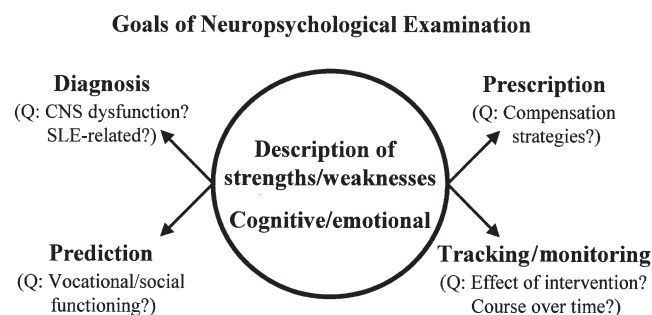 Goals of Neuropsychological Examination
Diagnosis
(Q: CNS dysfunction?
SLE-related?)
Prescription
(Q: Compensation
strategies?)
Description of
strengths/weaknesses
Cognitive/emotional
Prediction
(Q: Vocational/social
functioning?)
Tracking/monitoring
(Q: Effect of intervention?
Course over time?)